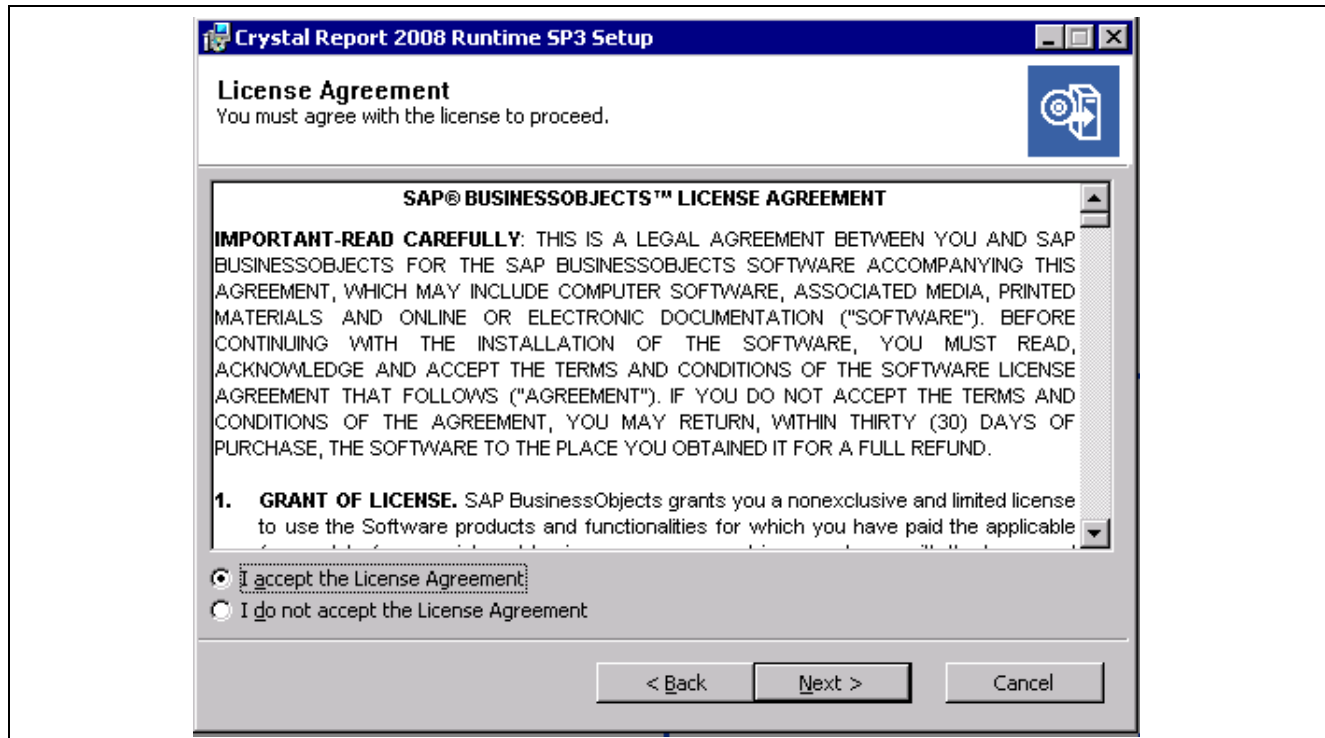 Crystal Report 2008 Runtime SP3 Setup
License Agreement
You must agree with the license to proceed.
SAP® BUSINESSOBJECTS™ LICENSE AGREEMENT
IMPORTANT-READ CAREFULLY: THIS IS A LEGAL AGREEMENT BETWEEN YOU AND SAP
BUSINESSOBJECTS FOR THE SAP BUSINESSOBJECTS SOFTWARE ACCOMPANYING THIS
AGREEMENT, WHICH MAY INCLUDE COMPUTER SOFTWARE, ASSOCIATED MEDIA, PRINTED
MATERIALS AND ONLINE OR ELECTRONIC DOCUMENTATION ("SOFTWARE"). BEFORE
CONTINUING WITH THE INSTALLATION OF THE SOFTWARE, YOU MUST READ,
ACKNOWLEDGE AND ACCEPT THE TERMS AND CONDITIONS OF THE SOFTWARE LICENSE
AGREEMENT THAT FOLLOWS ("AGREEMENT"). IF YOU DO NOT ACCEPT THE TERMS AND
CONDITIONS OF THE AGREEMENT, YOU MAY RETURN, WITHIN THIRTY (30) DAYS OF
PURCHASE, THE SOFTWARE TO THE PLACE YOU OBTAINED IT FOR A FULL REFUND.
1. GRANT OF LICENSE. SAP BusinessObjects grants you a nonexclusive and limited license
to use the Software products and functionalities for which you have paid the applicable
I accept the License Agreement
I do not accept the License Agreement
< Back
Next >
Cancel